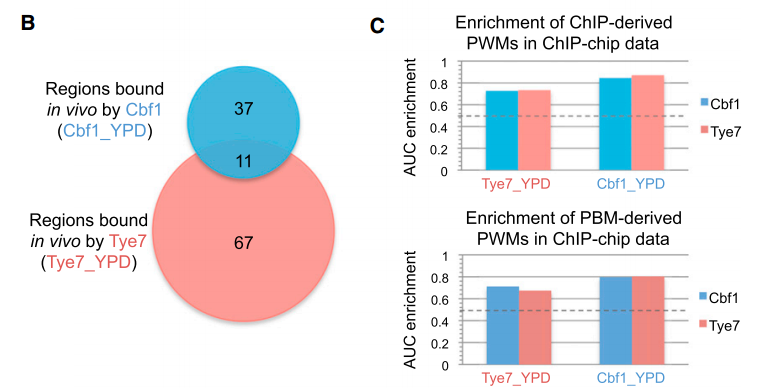 B
Regions bound
in vivo by Cbf1
(Cbf1_YPD)
37
11
Regions bound
in vivo by Tye7
(Tye7_YPD)
67
C
Enrichment of ChIP-derived
PWMs in ChIP-chip data
AUC enrichment
1
0.8
0.6
0.4
0.2
0
Tye7_YPD
Cbf1_YPD
Cbf1
Tye7
Enrichment of PBM-derived
PWMs in ChIP-chip data
AUC enrichment
1
0.8
0.6
0.4
0.2
0
Tye7_YPD
Cbf1_YPD
Cbf1
Tye7